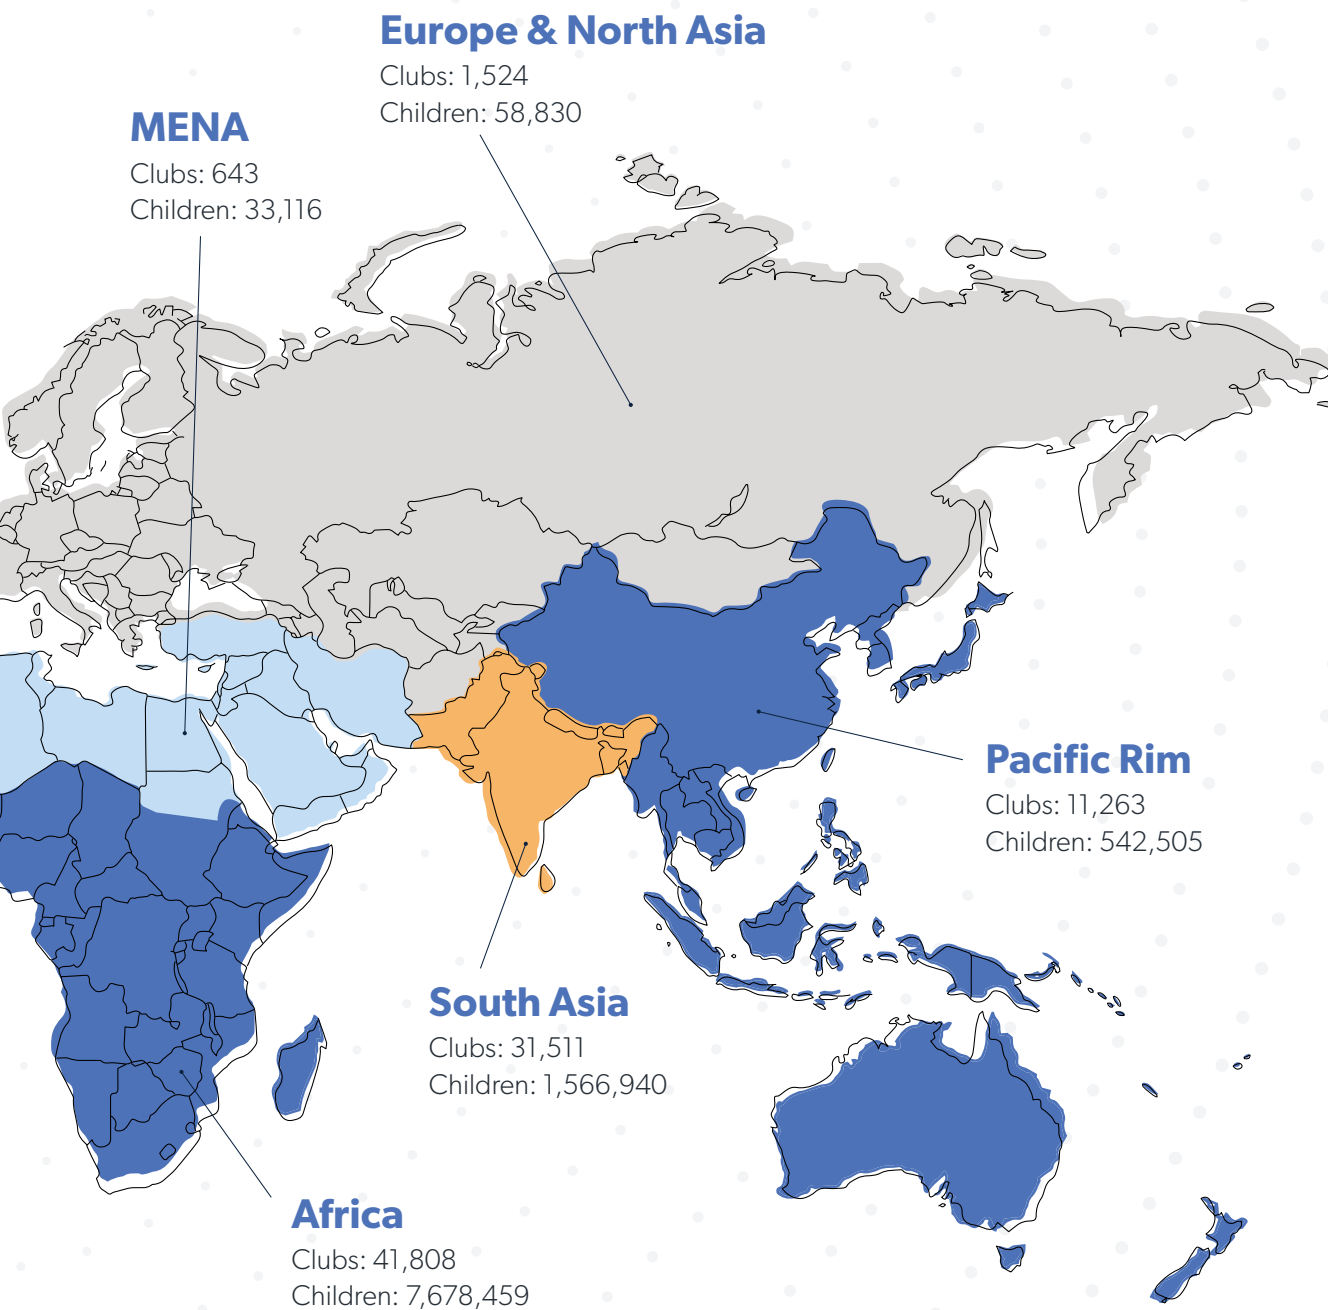 Europe & North Asia
Clubs: 1,524
Children: 58,830
MENA
Clubs: 643
Children: 33,116
Pacific Rim
Clubs: 11,263
Children: 542,505
South Asia
Clubs: 31,511
Children: 1,566,940
Africa
Clubs: 41,808
Children: 7,678,459